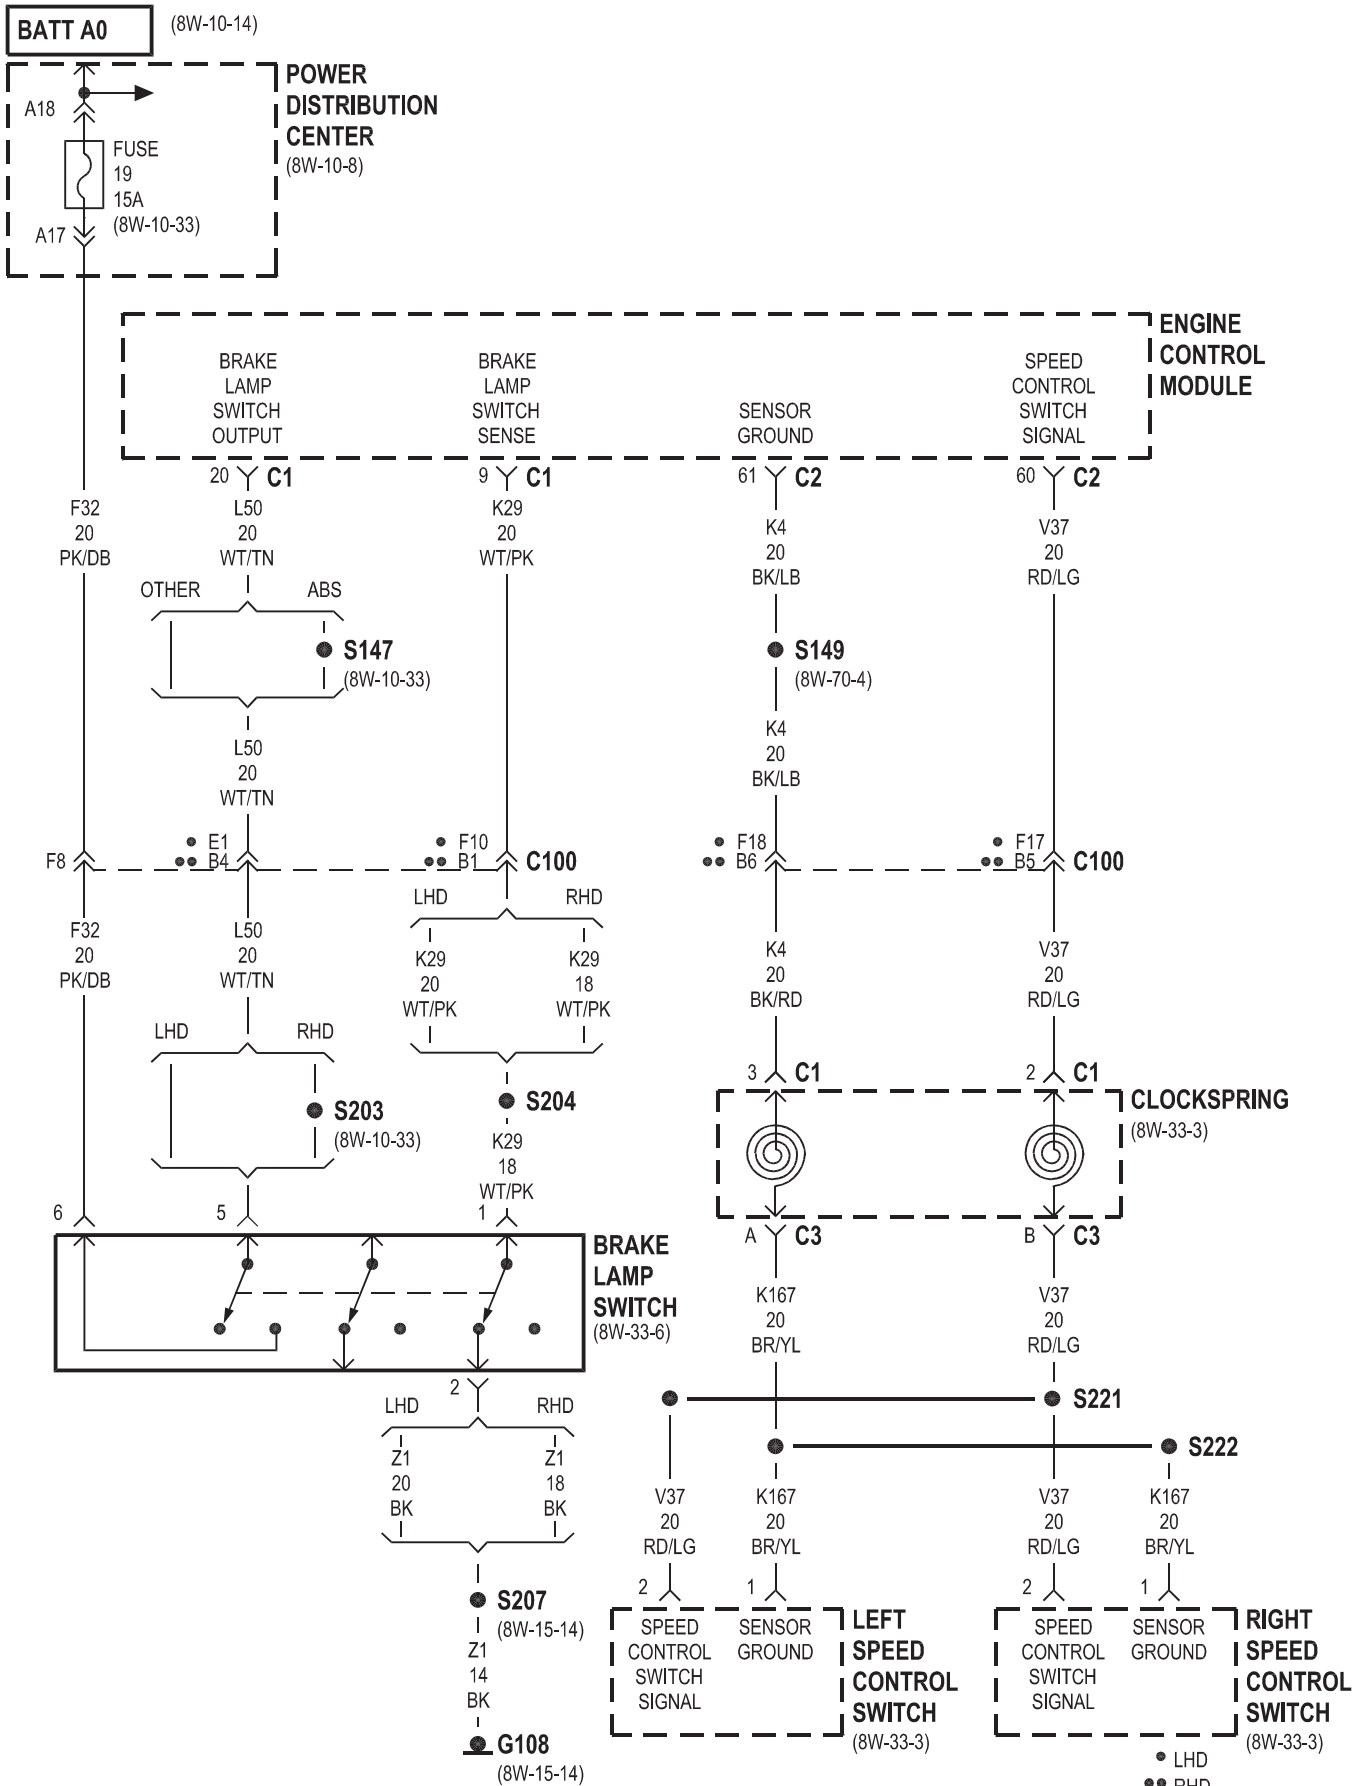 BATT A0
(8W-10-14)
POWER
DISTRIBUTION
CENTER
(8W-10-8)
A18
FUSE
19
15A
(8W-10-33)
A17
ENGINE
CONTROL
MODULE
BRAKE
LAMP
SWITCH
OUTPUT
BRAKE
LAMP
SWITCH
SENSE
SENSOR
GROUND
SPEED
CONTROL
SWITCH
SIGNAL
20 C1
9 C1
61 C2
60 C2
F32
20
PK/DB
L50
20
WT/TN
K29
20
WT/PK
K4
20
BK/LB
V37
20
RD/LG
OTHER
ABS
S147
(8W-10-33)
S149
(8W-70-4)
L50
20
WT/TN
K4
20
BK/LB
F8
• E1
•• B4
• F10
•• B1
C100
• F18
•• B6
• F17
•• B5
C100
F32
20
PK/DB
L50
20
WT/TN
LHD
RHD
K29
20
WT/PK
K29
18
WT/PK
K4
20
BK/RD
V37
20
RD/LG
LHD
RHD
S203
(8W-10-33)
S204
K29
18
WT/PK
3 C1
2 C1
CLOCKSPRING
(8W-33-3)
A C3
B C3
6
5
1
BRAKE
LAMP
SWITCH
(8W-33-6)
2
K167
20
BR/YL
V37
20
RD/LG
LHD
RHD
Z1
20
BK
Z1
18
BK
S221
S222
V37
20
RD/LG
K167
20
BR/YL
V37
20
RD/LG
K167
20
BR/YL
S207
(8W-15-14)
Z1
14
BK
G108
(8W-15-14)
2
1
2
1
SPEED
CONTROL
SWITCH
SIGNAL
SENSOR
GROUND
LEFT
SPEED
CONTROL
SWITCH
(8W-33-3)
SPEED
CONTROL
SWITCH
SIGNAL
SENSOR
GROUND
RIGHT
SPEED
CONTROL
SWITCH
(8W-33-3)
• LHD
•• RHD